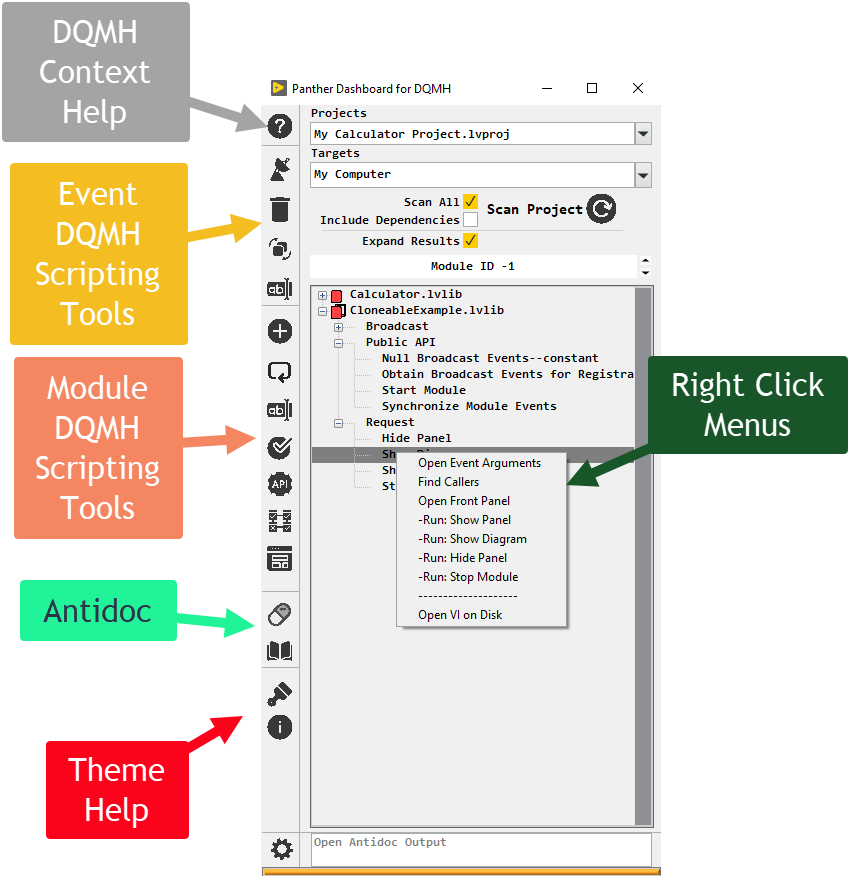 DQMH
Context
Help
Event
DQMH
Scripting
Tools
Module
DQMH
Scripting
Tools
Antidoc
Theme
Help
Panther Dashboard for DQMH
?
Projects
My Calculator Project.lvproj
Targets
My Computer
Scan All
Include Dependencies
Scan Project
Expand Results
Module ID -1
ab
ab
API
i
Calculator.lvlib
CloneableExample.lvlib
Broadcast
Public API
Null Broadcast Events--constant
Obtain Broadcast Events for Registra
Start Module
Synchronize Module Events
Request
Hide Panel
Sh
St
Open Event Arguments
Find Callers
Open Front Panel
-Run: Show Panel
-Run: Show Diagram
-Run: Hide Panel
-Run: Stop Module
--------------------
Open VI on Disk
Right Click
Menus
Open Antidoc Output